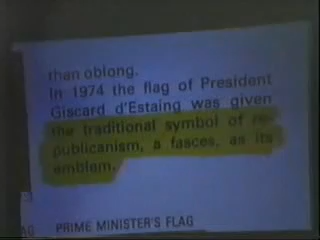 than oblong.
In 1974 the flag of President
Giscard d'Estaing was given
the traditional symbol of re-
publicanism, a fasces, as its
emblem.
PRIME MINISTER'S FLAG